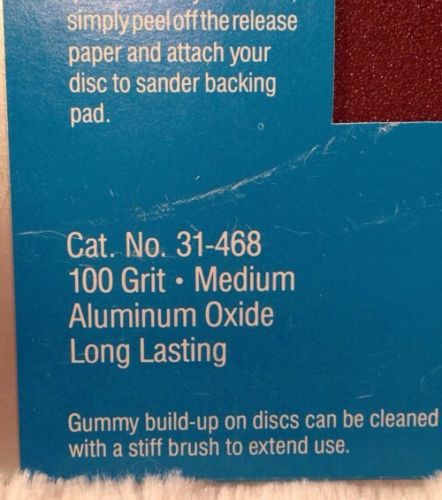 simply peel off the release
paper and attach your
disc to sander backing
pad.
Cat. No. 31-468
100 Grit • Medium
Aluminum Oxide
Long Lasting
Gummy build-up on discs can be cleaned
with a stiff brush to extend use.